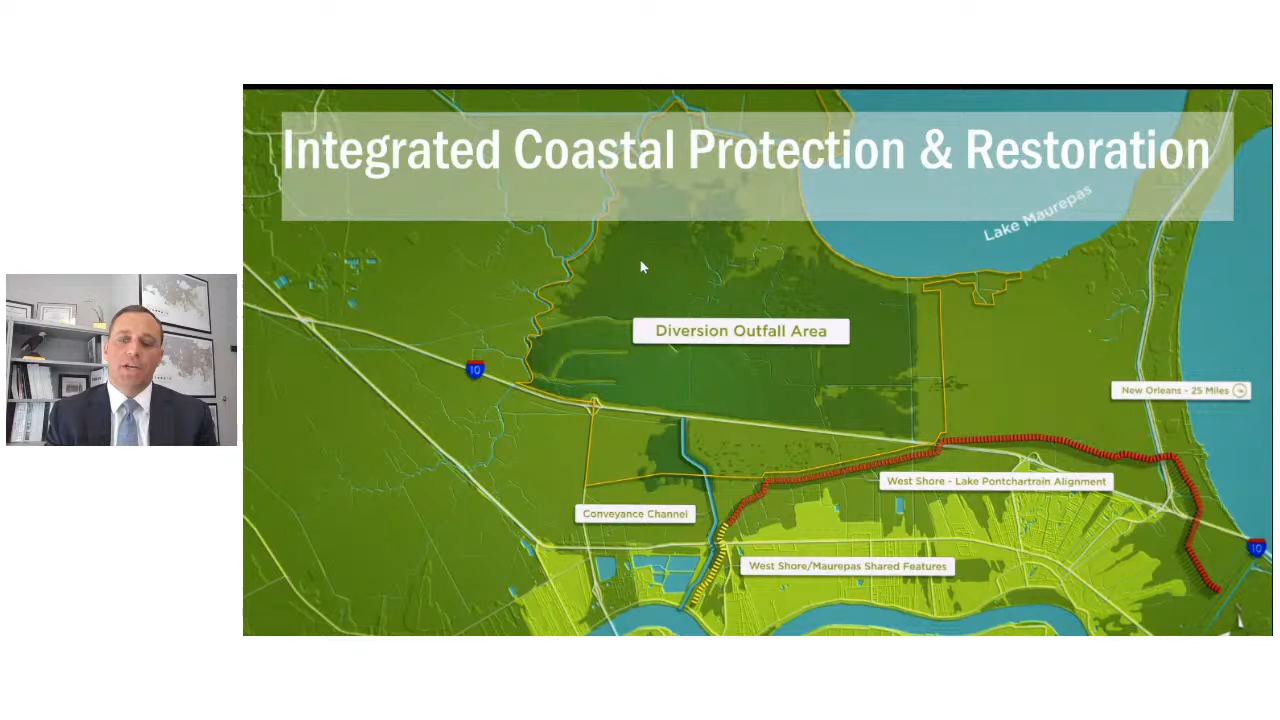 Integrated Coastal Protection & Restoration
Lake Maurepas
Diversion Outfall Area
10
New Orleans - 25 Miles
West Shore - Lake Pontchartrain Alignment
Conveyance Channel
10
West Shore/Maurepas Shared Features